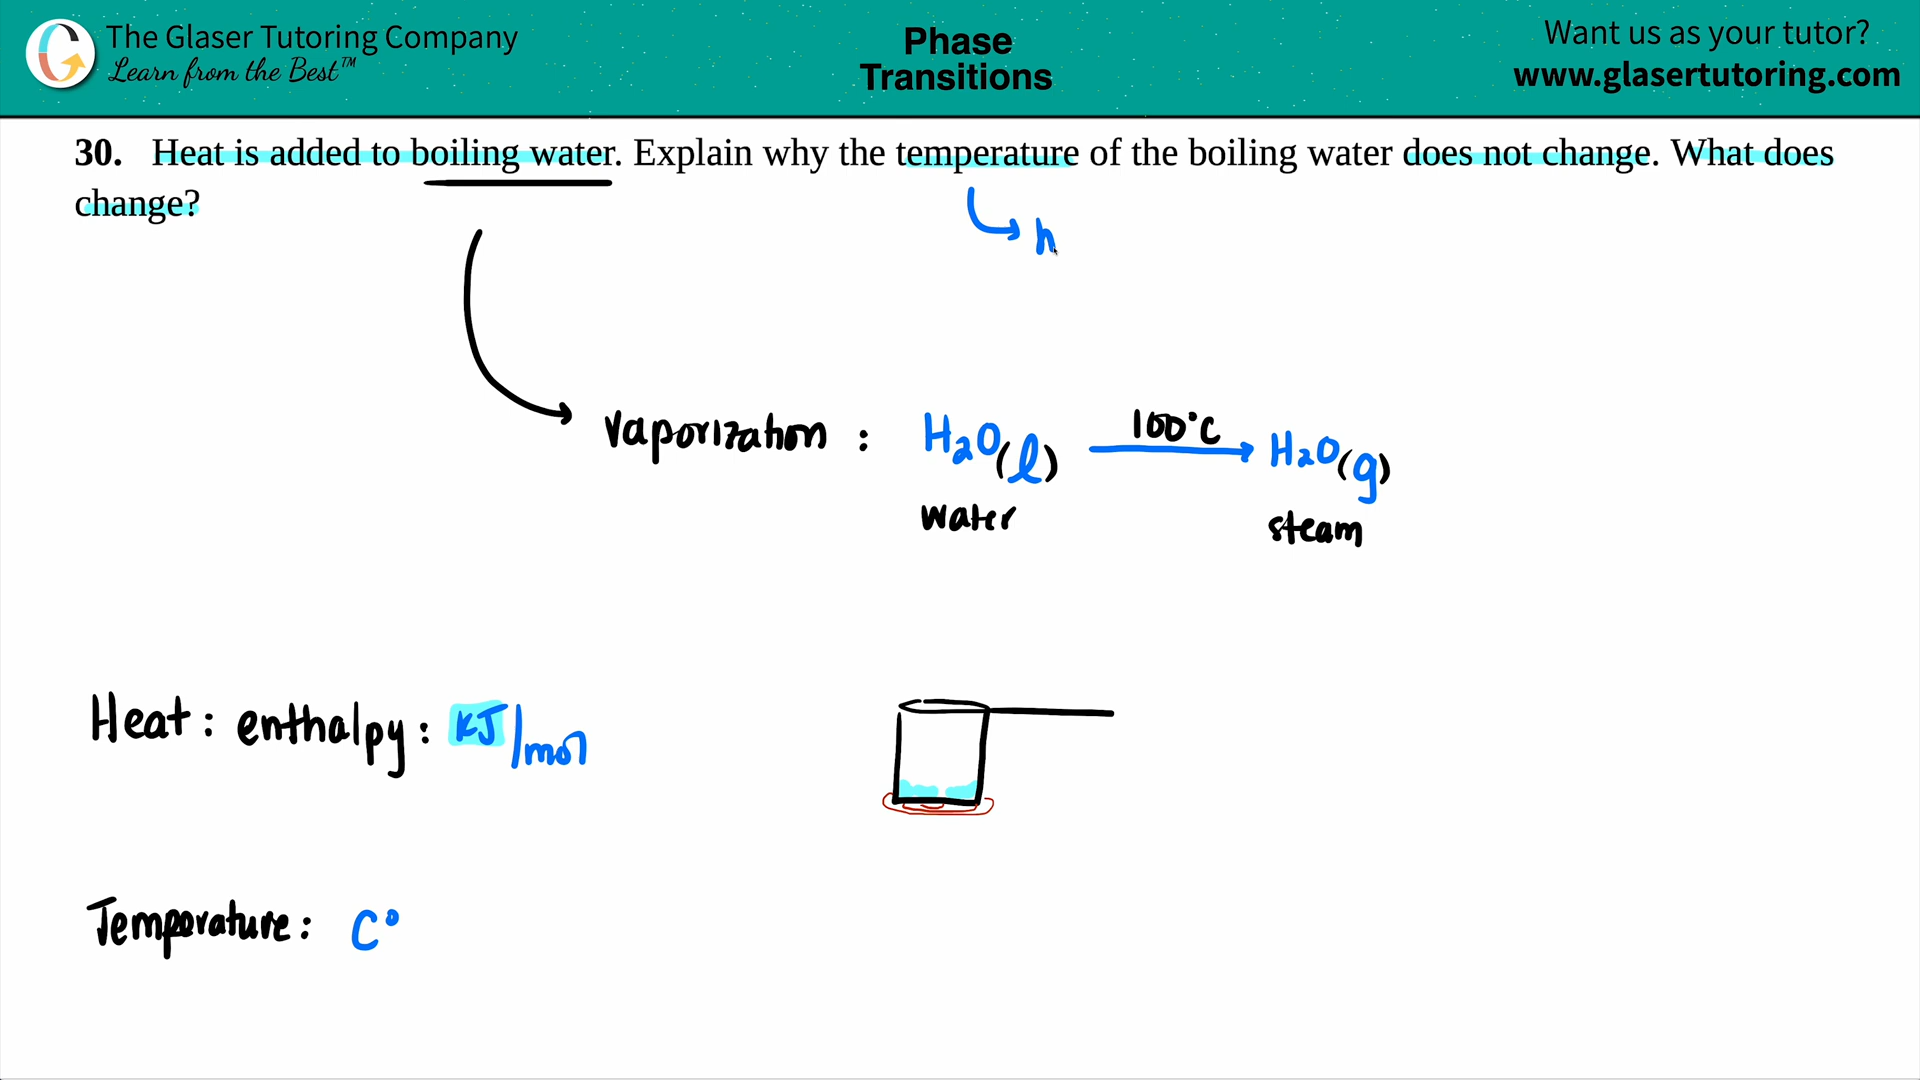 The Glaser Tutoring Company
Learn from the Best™
Phase
Transitions
Want us as your tutor?
www.glasertutoring.com
30. Heat is added to boiling water. Explain why the temperature of the boiling water does not change. What does
change?
h
vaporization : H₂O(l) 100°C H₂O(g)
water steam
Heat: enthalpy: KJ/mol
Temperature: C°